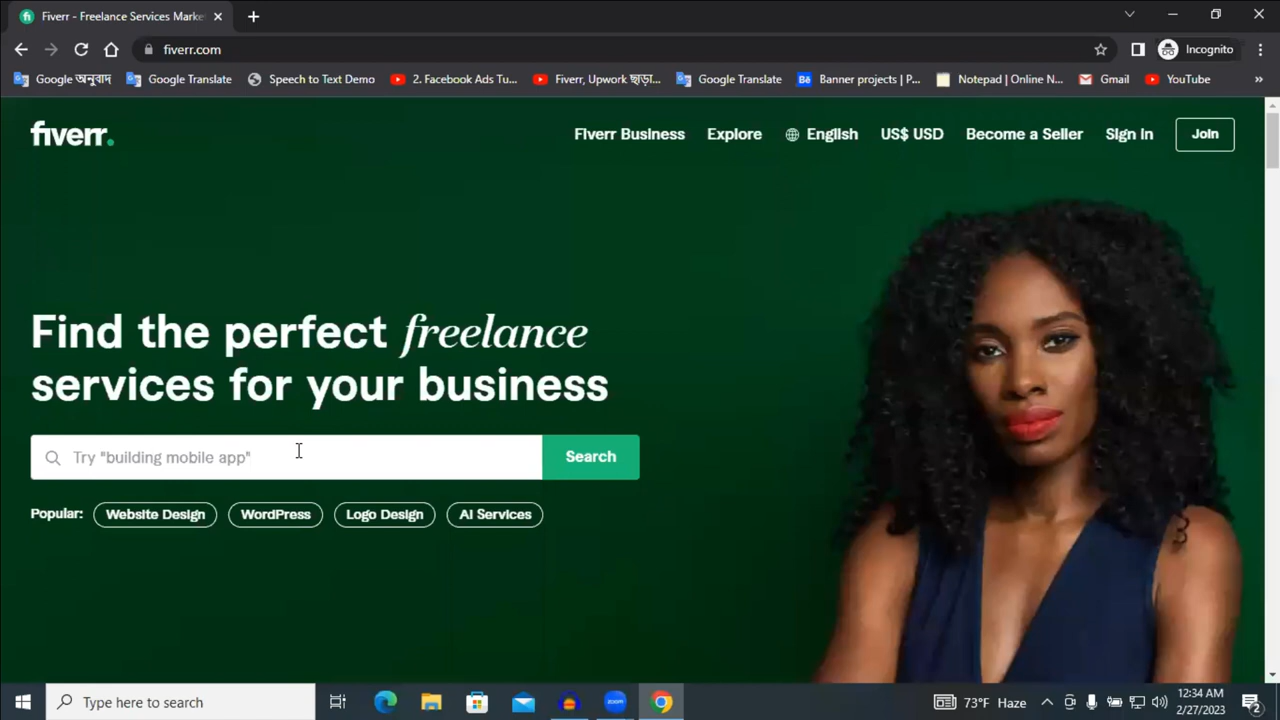 Fiverr - Freelance Services Marke
fiverr.com
Incognito
Google অনুবাদ
Google Translate
Speech to Text Demo
2. Facebook Ads Tu...
Fiverr, Upwork ছাড়া...
Google Translate
Bē
Banner projects | P...
Notepad | Online N...
Gmail
YouTube
»
fiverr.
Fiverr Business
Explore
English
US$ USD
Become a Seller
Sign in
Join
Find the perfect freelance
services for your business
Try "building mobile app"
Search
Popular:
Website Design
WordPress
Logo Design
AI Services
Type here to search
zoom
73°F Haze
12:34 AM
2/27/2023
2